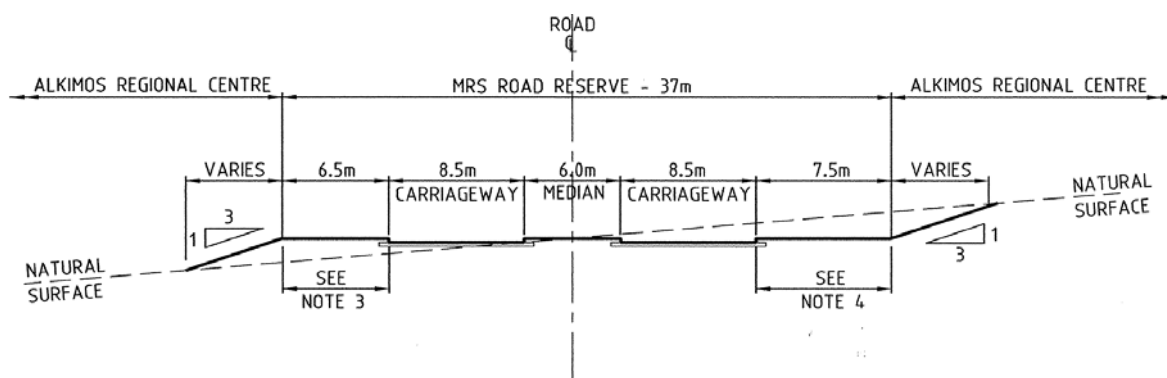 ROAD
℄
ALKIMOS REGIONAL CENTRE
MRS ROAD RESERVE - 37m
ALKIMOS REGIONAL CENTRE
VARIES
6.5m
8.5m
6.0m
8.5m
7.5m
VARIES
CARRIAGEWAY
MEDIAN
CARRIAGEWAY
NATURAL
SURFACE
3
1
1
3
NATURAL
SURFACE
SEE
NOTE 3
SEE
NOTE 4